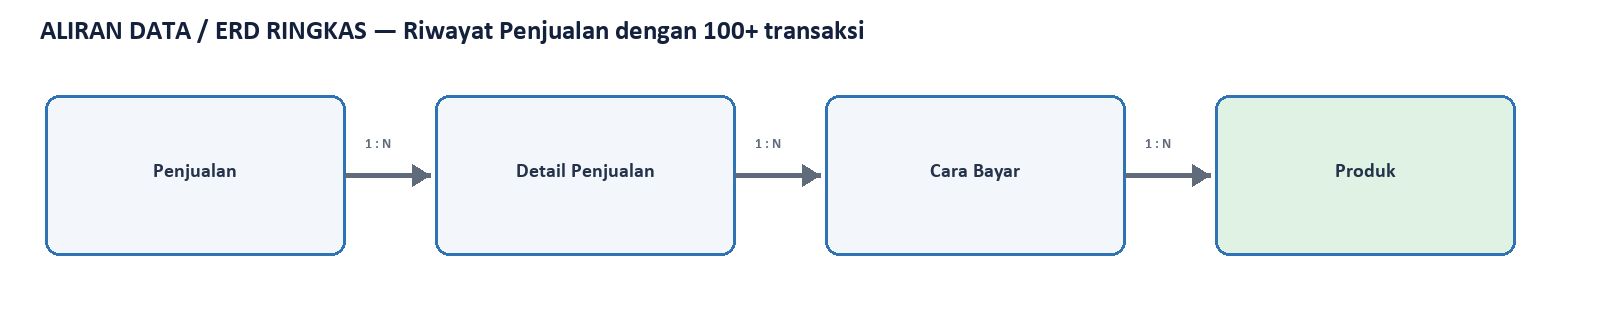 ALIRAN DATA / ERD RINGKAS — Riwayat Penjualan dengan 100+ transaksi
Penjualan
1 : N
Detail Penjualan
1 : N
Cara Bayar
1 : N
Produk